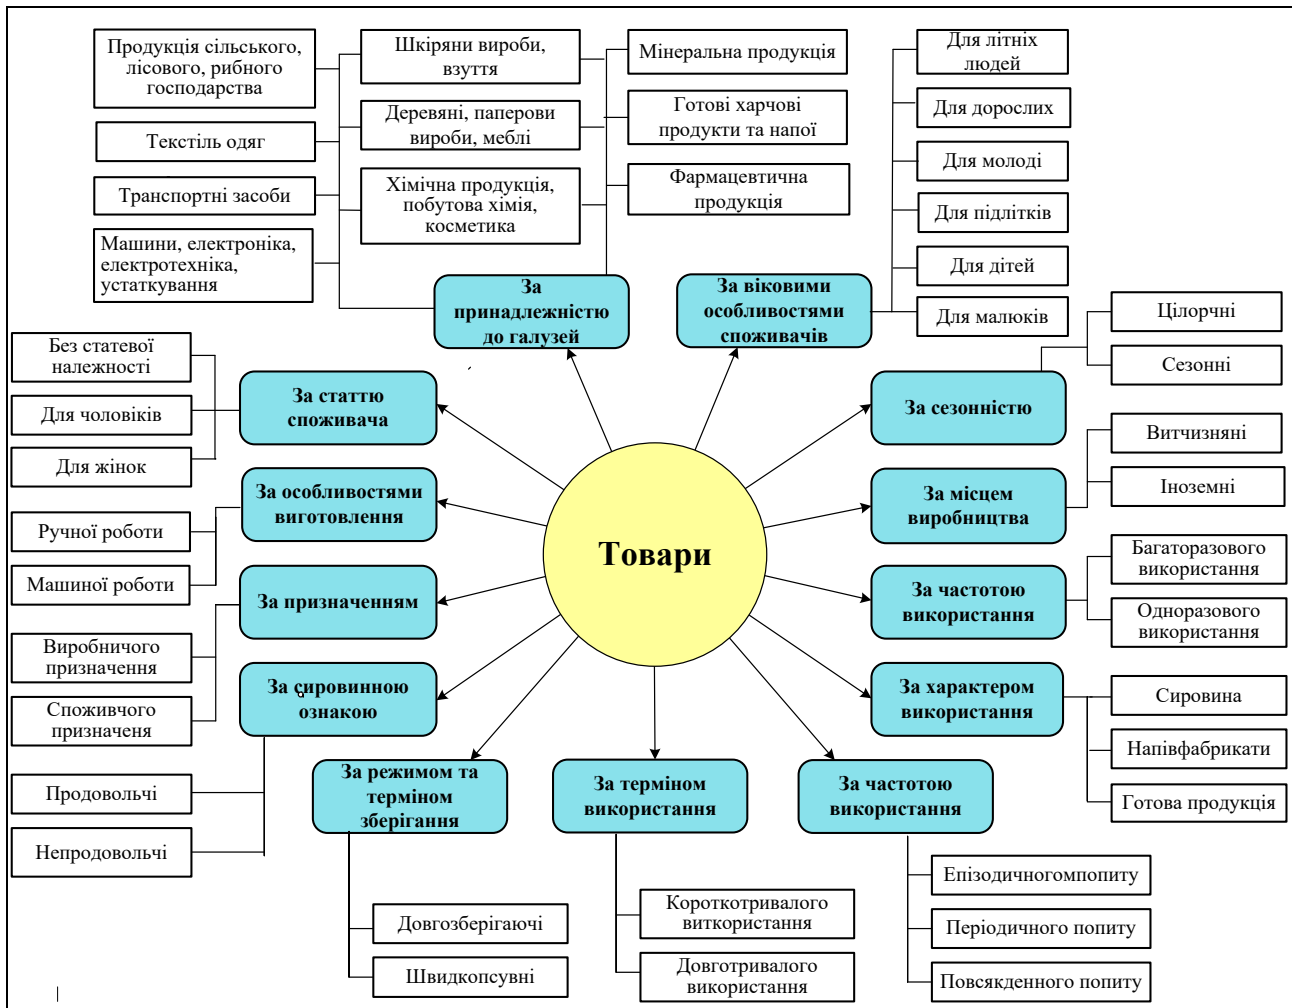 Продукція сільського,
лісового, рибного
господарства
Текстіль одяг
Транспортні засоби
Машини, електроніка,
електротехніка,
устаткування
Шкіряни вироби,
взуття
Деревяні, паперови
вироби, меблі
Хімічна продукція,
побутова хімія,
косметика
Мінеральна продукція
Готові харчові
продукти та напої
Фармацевтична
продукція
Для літніх
людей
Для дорослих
Для молоді
Для підлітків
Для дітей
Для малюків
За
принадлежністю
до галузей
За віковими
особливостями
споживачів
Цілорчні
Сезонні
За сезонністю
Без статевої
належності
Для чоловіків
Для жінок
За статтю
споживача
Витчизняні
Іноземні
За місцем
виробництва
За особливостями
виготовлення
Ручної роботи
Машиної роботи
Товари
Багаторазового
використання
Одноразового
використання
За частотою
використання
За призначенням
Виробничого
призначення
Споживчого
призначеня
За сировинною
ознакою
Продовольчі
Непродовольчі
За характером
використання
Сировина
Напівфабрикати
Готова продукція
За режимом та
терміном
зберігання
Довгозберігаючі
Швидкопсувні
За терміном
використання
Короткотривалого
виткористання
Довготривалого
використання
За частотою
використання
Епізодичногомпопиту
Періодичного попиту
Повсякденного попиту